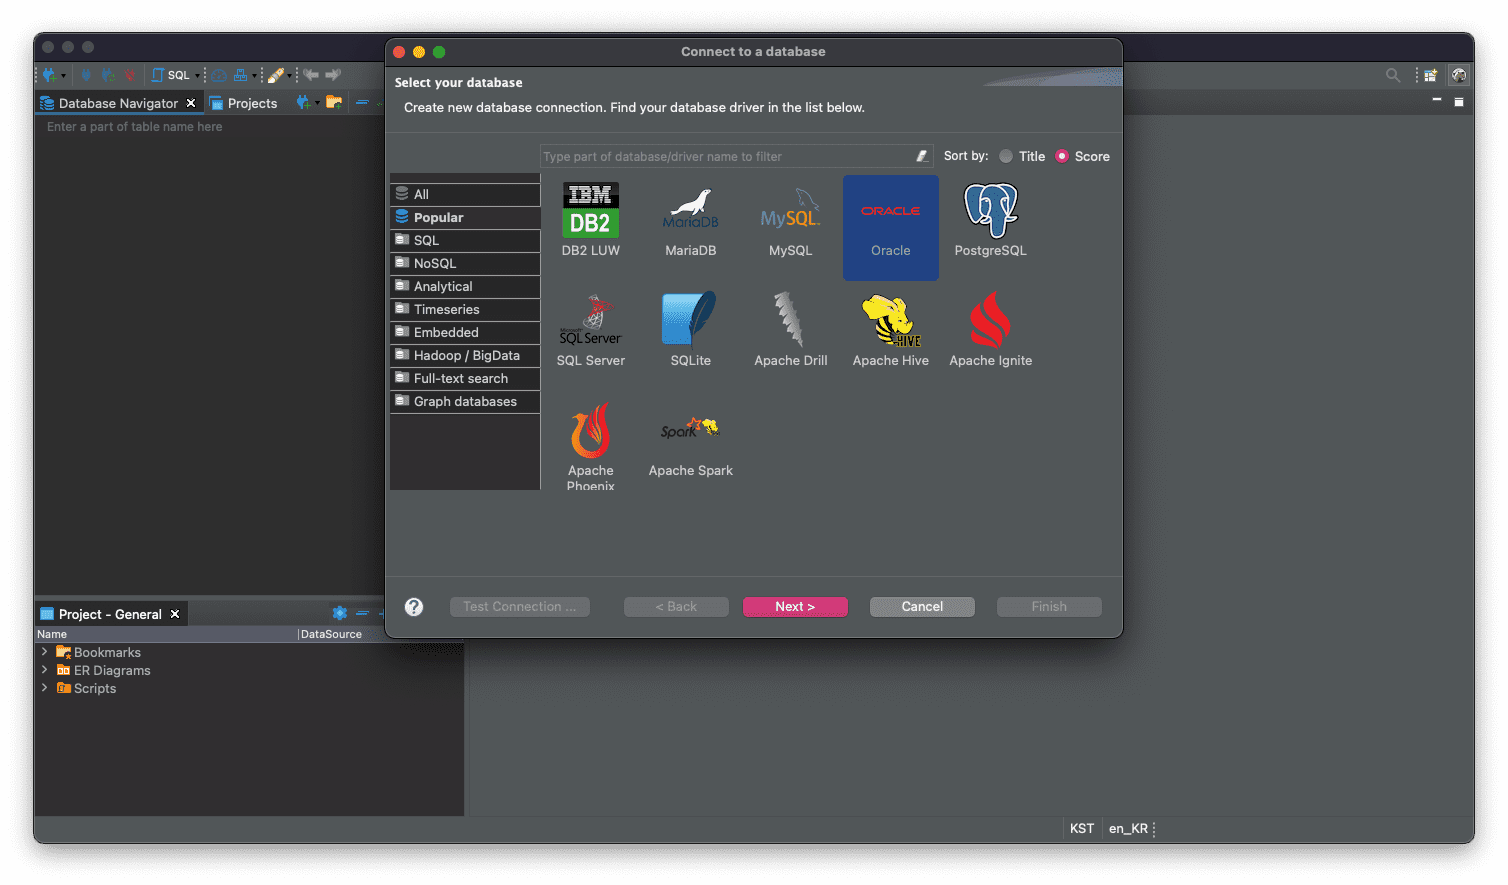 Connect to a database
SQL
Database Navigator
Projects
Enter a part of table name here
Select your database
Create new database connection. Find your database driver in the list below.
Type part of database/driver name to filter
Sort by:
Title
Score
All
Popular
SQL
NoSQL
Analytical
Timeseries
Embedded
Hadoop / BigData
Full-text search
Graph databases
IBM
DB2
DB2 LUW
MariaDB
MariaDB
MySQL
MySQL
ORACLE
Oracle
PostgreSQL
Microsoft
SQL Server
SQL Server
SQLite
Apache Drill
HIVE
Apache Hive
Apache Ignite
Apache
Phoenix
Spark
Apache Spark
?
Test Connection ...
< Back
Next >
Cancel
Finish
Project - General
Name
DataSource
Bookmarks
ER Diagrams
Scripts
KST
en_KR